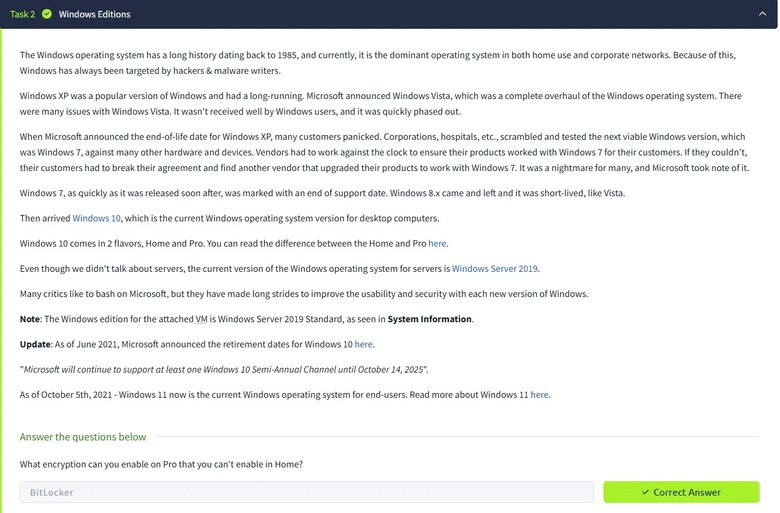 Task 2 Windows Editions
The Windows operating system has a long history dating back to 1985, and currently, it is the dominant operating system in both home use and corporate networks. Because of this,
Windows has always been targeted by hackers & malware writers.
Windows XP was a popular version of Windows and had a long-running. Microsoft announced Windows Vista, which was a complete overhaul of the Windows operating system. There
were many issues with Windows Vista. It wasn't received well by Windows users, and it was quickly phased out.
When Microsoft announced the end-of-life date for Windows XP, many customers panicked. Corporations, hospitals, etc., scrambled and tested the next viable Windows version, which
was Windows 7, against many other hardware and devices. Vendors had to work against the clock to ensure their products worked with Windows 7 for their customers. If they couldn't,
their customers had to break their agreement and find another vendor that upgraded their products to work with Windows 7. It was a nightmare for many, and Microsoft took note of it.
Windows 7, as quickly as it was released soon after, was marked with an end of support date. Windows 8.x came and left and it was short-lived, like Vista.
Then arrived Windows 10, which is the current Windows operating system version for desktop computers.
Windows 10 comes in 2 flavors, Home and Pro. You can read the difference between the Home and Pro here.
Even though we didn't talk about servers, the current version of the Windows operating system for servers is Windows Server 2019.
Many critics like to bash on Microsoft, but they have made long strides to improve the usability and security with each new version of Windows.
Note: The Windows edition for the attached VM is Windows Server 2019 Standard, as seen in System Information.
Update: As of June 2021, Microsoft announced the retirement dates for Windows 10 here.
"Microsoft will continue to support at least one Windows 10 Semi-Annual Channel until October 14, 2025".
As of October 5th, 2021 - Windows 11 now is the current Windows operating system for end-users. Read more about Windows 11 here.
Answer the questions below
What encryption can you enable on Pro that you can't enable in Home?
BitLocker
Correct Answer